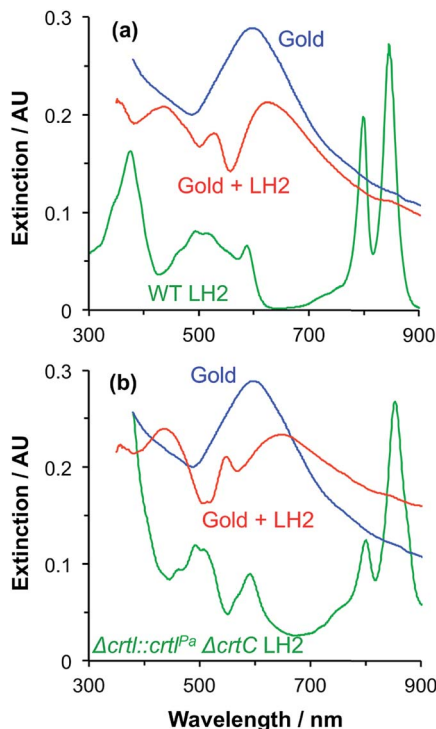 (a)
Gold
Gold + LH2
WT LH2
Extinction / AU
0.3
0.2
0.1
0
300 500 700 900
(b)
Gold
Gold + LH2
ΔcrtI::crtI^Pa ΔcrtC LH2
Extinction / AU
0.3
0.2
0.1
0
300 500 700 900
Wavelength / nm